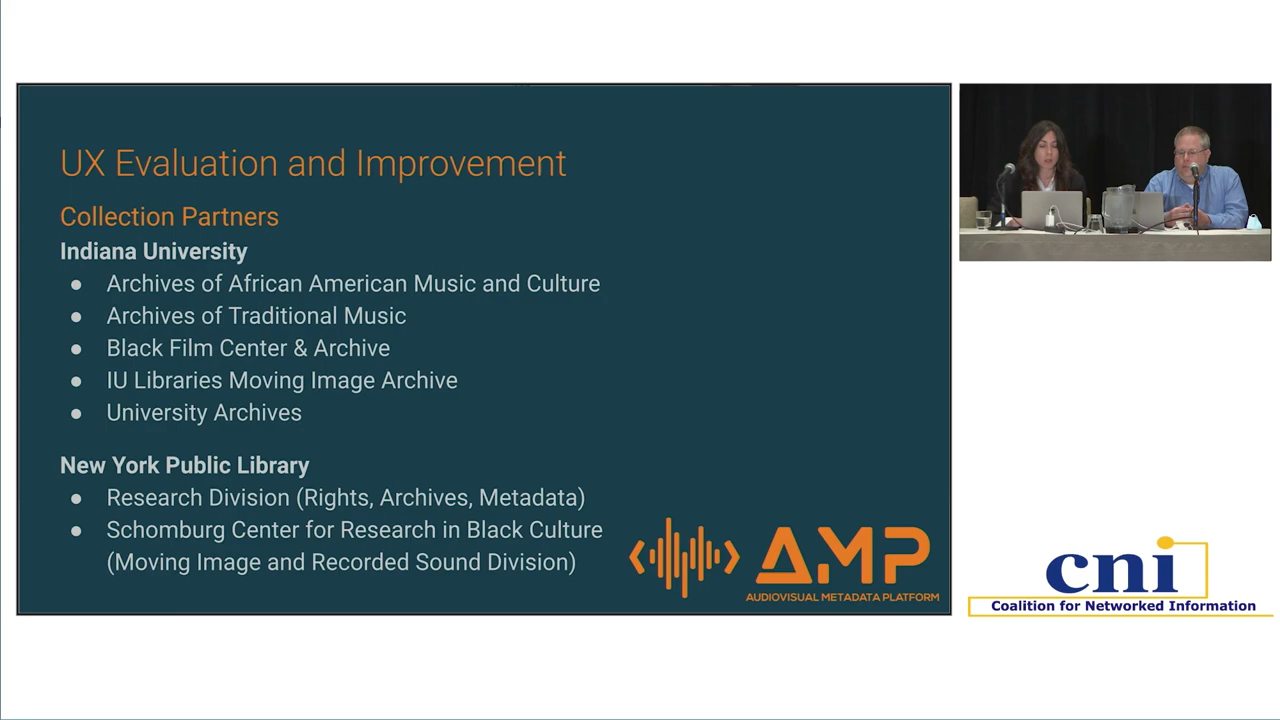 UX Evaluation and Improvement
Collection Partners
Indiana University
● Archives of African American Music and Culture
● Archives of Traditional Music
● Black Film Center & Archive
● IU Libraries Moving Image Archive
● University Archives
New York Public Library
● Research Division (Rights, Archives, Metadata)
● Schomburg Center for Research in Black Culture
(Moving Image and Recorded Sound Division)
AMP
AUDIOVISUAL METADATA PLATFORM
cni
Coalition for Networked Information